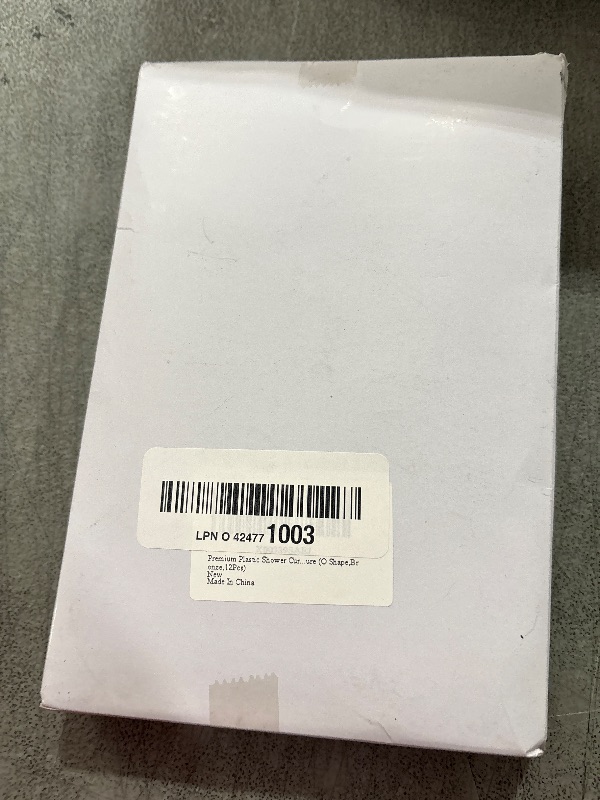 LPN O 42477 1003
Premium Plastic Shower Cur...ure (O Shape,Br
onze,12Pcs)
New
Made In China